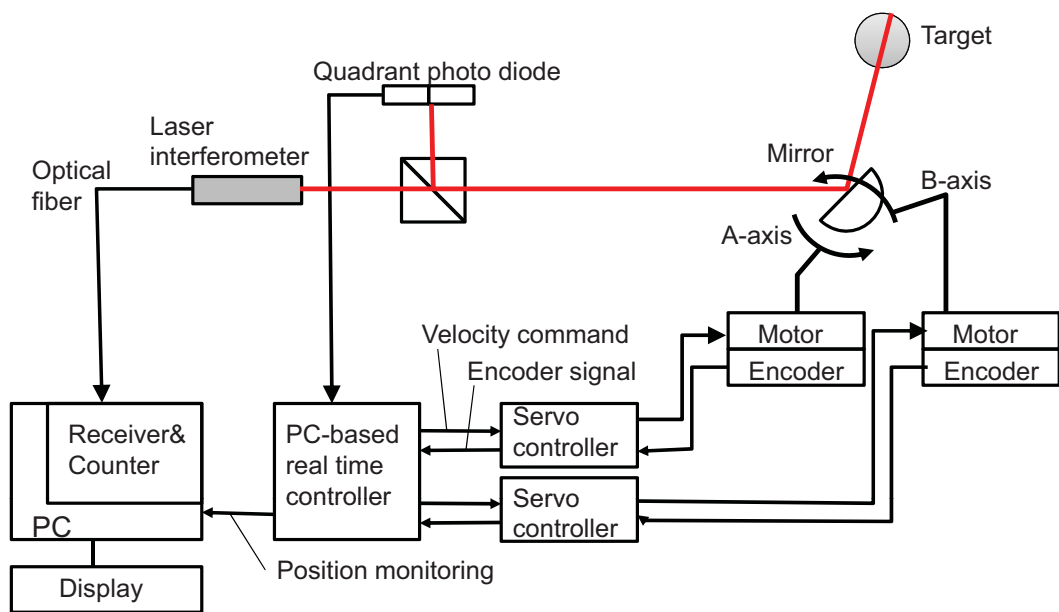 Target
Quadrant photo diode
Laser
interferometer
Optical
fiber
Mirror
B-axis
A-axis
Velocity command
Encoder signal
Motor
Encoder
Motor
Encoder
Receiver&
Counter
PC
PC-based
real time
controller
Servo
controller
Servo
controller
Position monitoring
Display